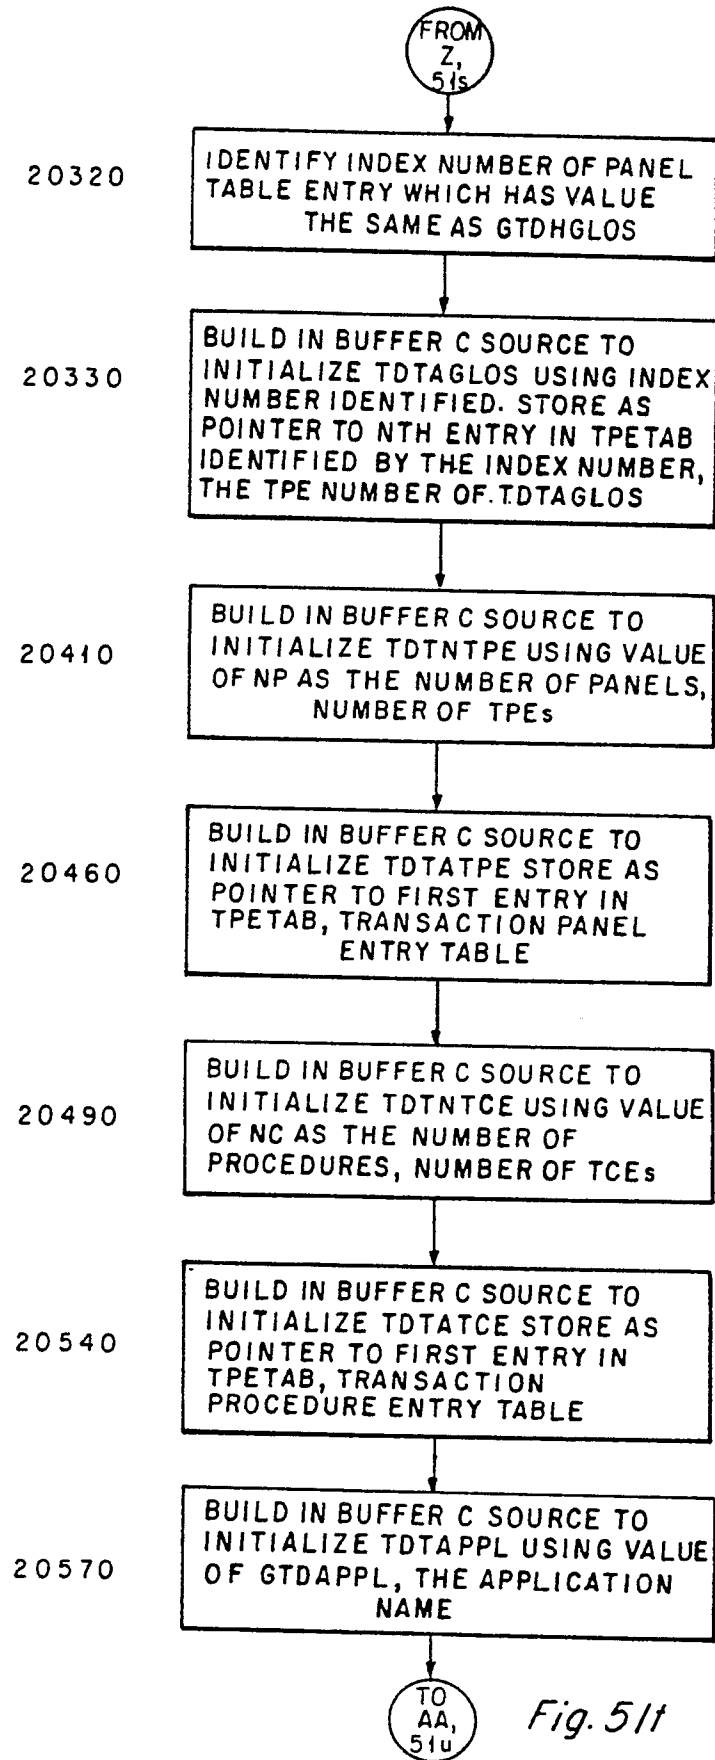 FROM
Z,
51s
20320
IDENTIFY INDEX NUMBER OF PANEL
TABLE ENTRY WHICH HAS VALUE
THE SAME AS GTDHGLOS
20330
BUILD IN BUFFER C SOURCE TO
INITIALIZE TDTAGLOS USING INDEX
NUMBER IDENTIFIED. STORE AS
POINTER TO NTH ENTRY IN TPETAB
IDENTIFIED BY THE INDEX NUMBER,
THE TPE NUMBER OF.TDTAGLOS
20410
BUILD IN BUFFER C SOURCE TO
INITIALIZE TDTNTPE USING VALUE
OF NP AS THE NUMBER OF PANELS,
NUMBER OF TPEs
20460
BUILD IN BUFFER C SOURCE TO
INITIALIZE TDTATPE STORE AS
POINTER TO FIRST ENTRY IN
TPETAB, TRANSACTION PANEL
ENTRY TABLE
20490
BUILD IN BUFFER C SOURCE TO
INITIALIZE TDTNTCE USING VALUE
OF NC AS THE NUMBER OF
PROCEDURES, NUMBER OF TCEs
20540
BUILD IN BUFFER C SOURCE TO
INITIALIZE TDTATCE STORE AS
POINTER TO FIRST ENTRY IN
TPETAB, TRANSACTION
PROCEDURE ENTRY TABLE
20570
BUILD IN BUFFER C SOURCE TO
INITIALIZE TDTAPPL USING VALUE
OF GTDAPPL, THE APPLICATION
NAME
TO
AA,
51u
Fig. 51t